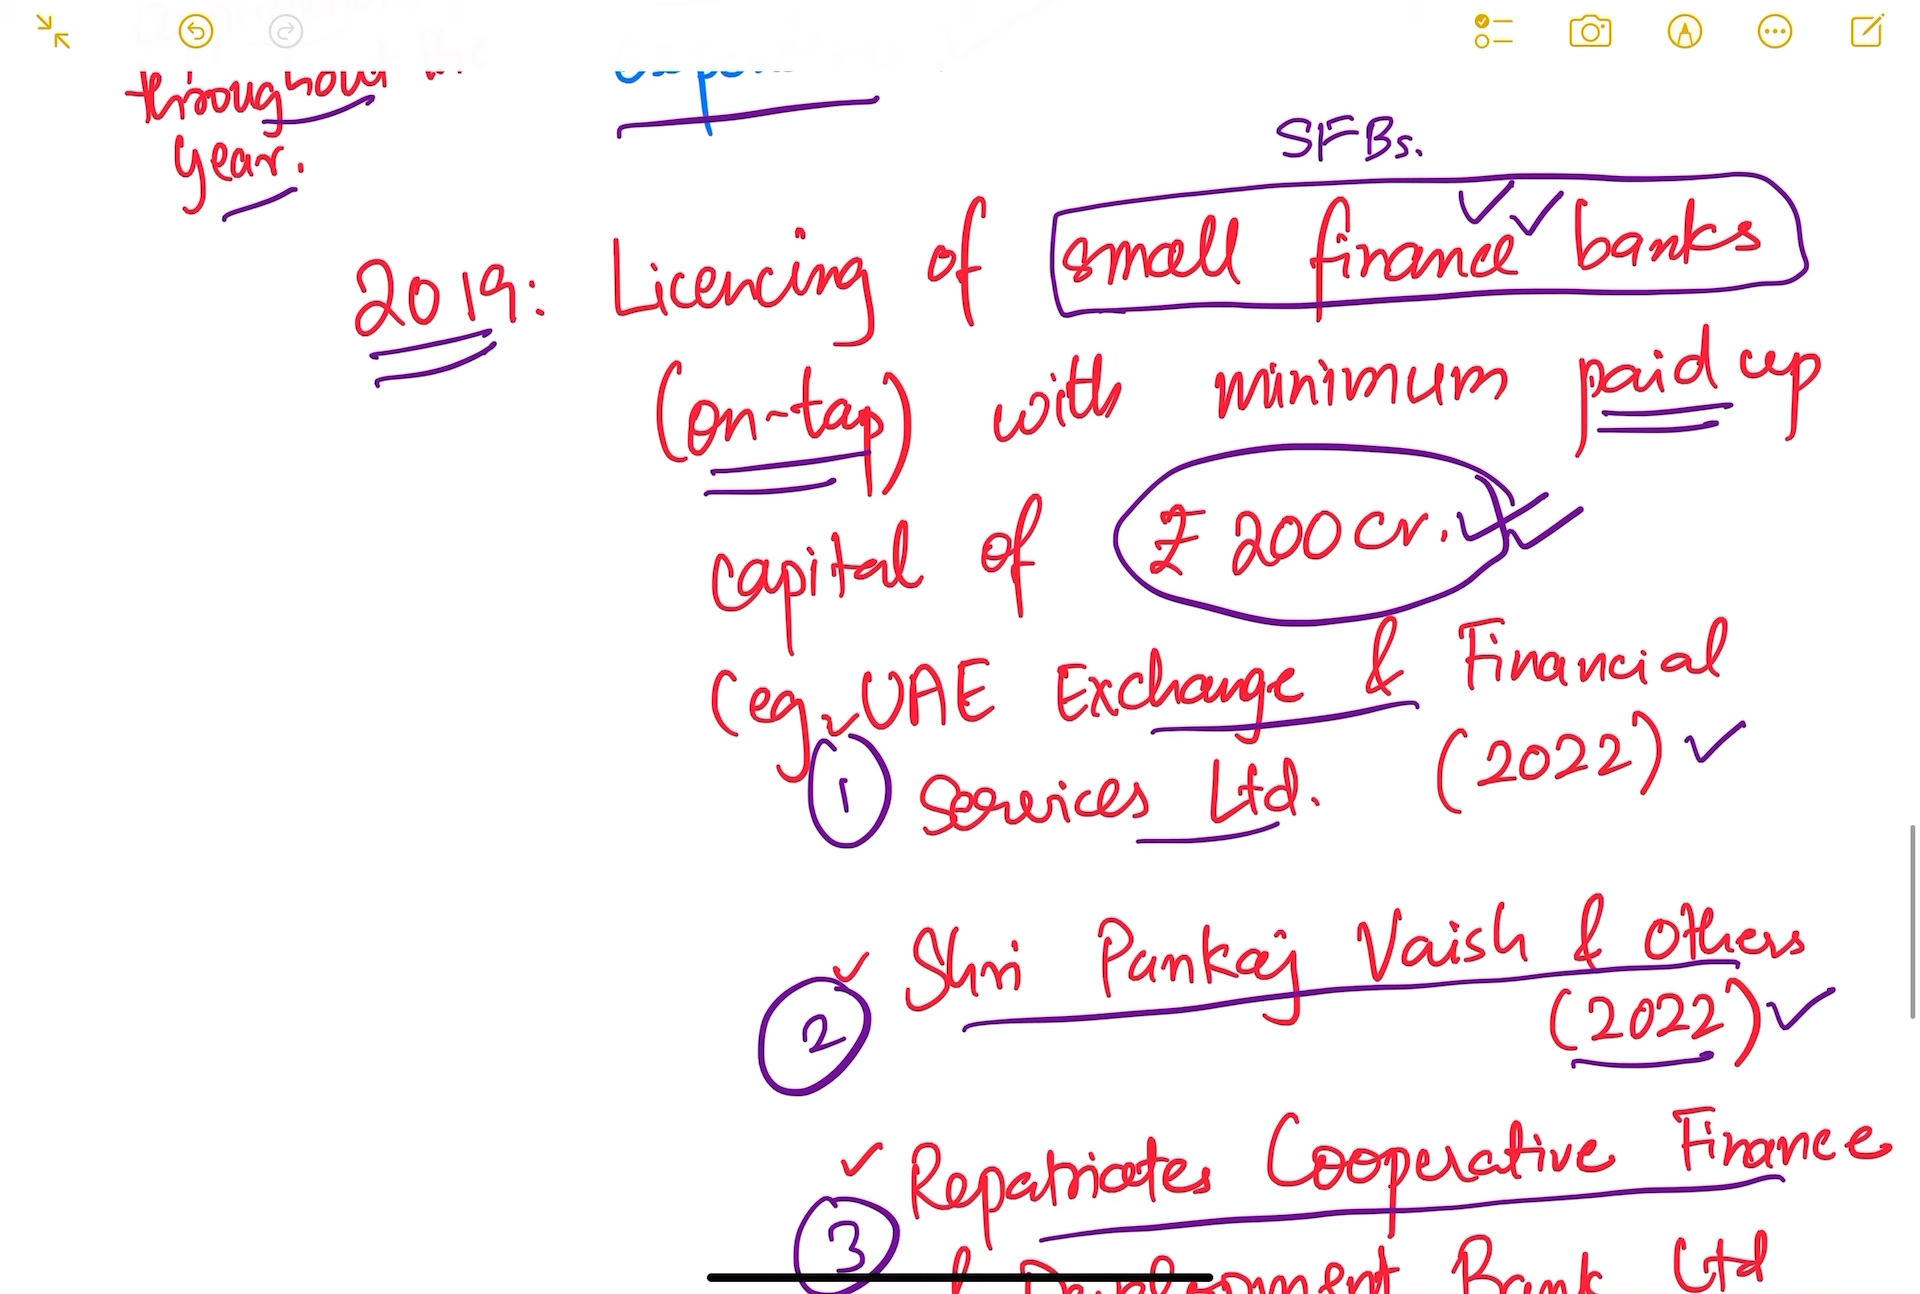 throughout
year.
SFBs.
2019: Licencing of small finance banks
(on-tap) with minimum paid up
capital of ₹ 200 cr.
(eg, UAE Exchange & Financial
1 Services Ltd. (2022)
Shri Pankaj Vaish & Others
2 (2022)
Repatriates Cooperative Finance
3
& Development Bank Ltd